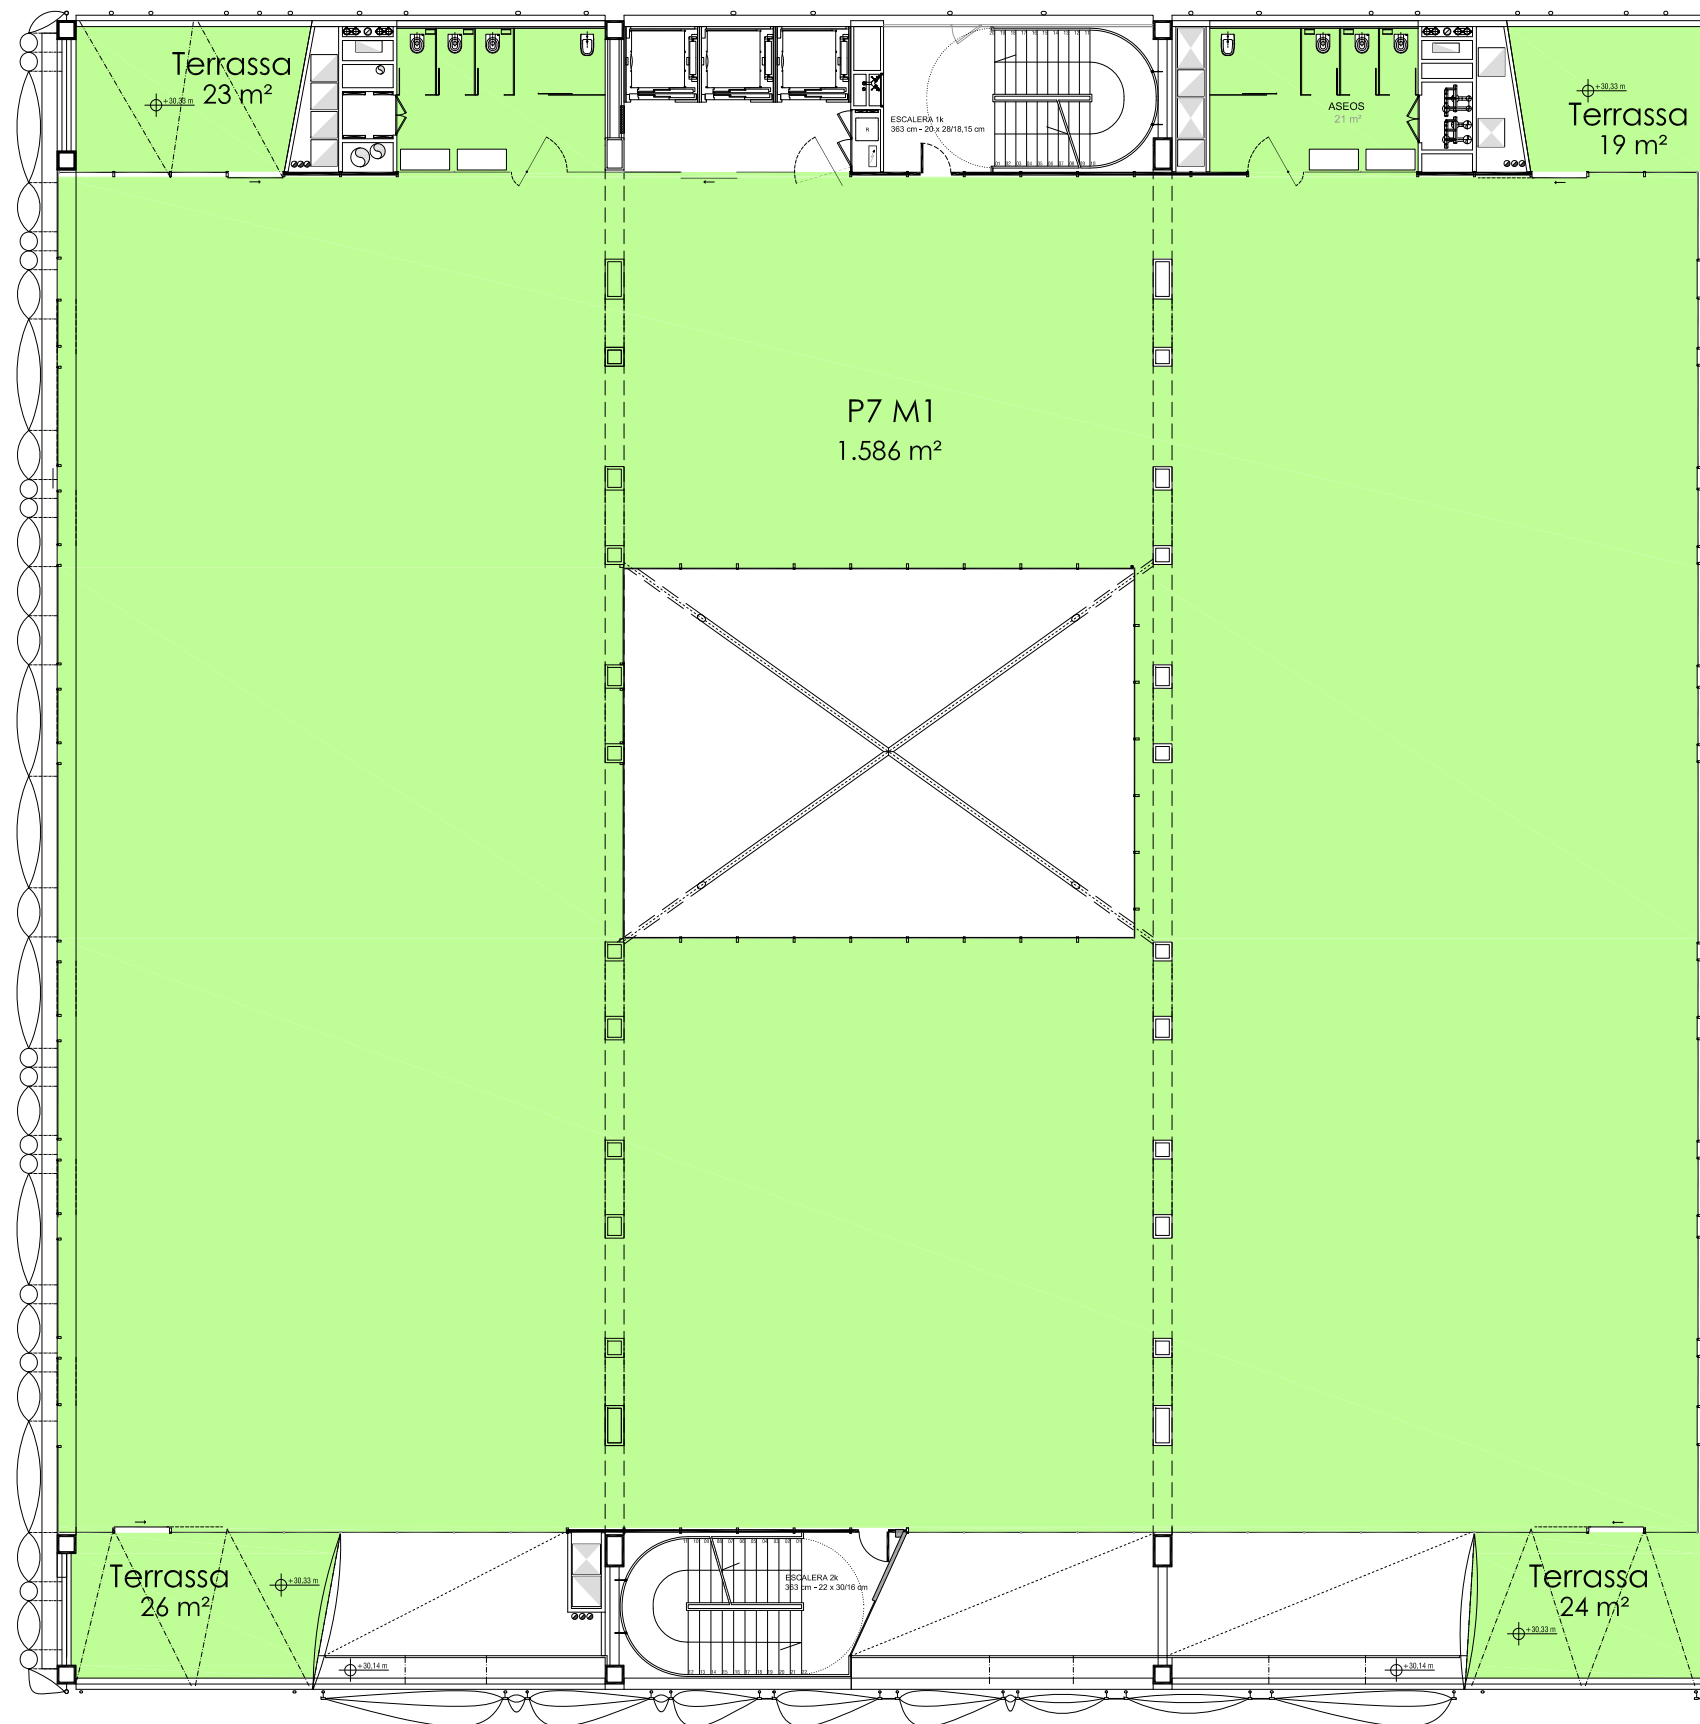 Terrassa
23 m²
+30,33 m
ESCALERA 1k
363 cm - 20 x 28/18,15 cm
R
ASEOS
21 m²
+30,33 m
Terrassa
19 m²
P7 M1
1.586 m²
Terrassa
26 m²
+30,33 m
+30,14 m
ESCALERA 2k
363 cm - 22 x 30/16 cm
Terrassa
24 m²
+30,33 m
+30,14 m